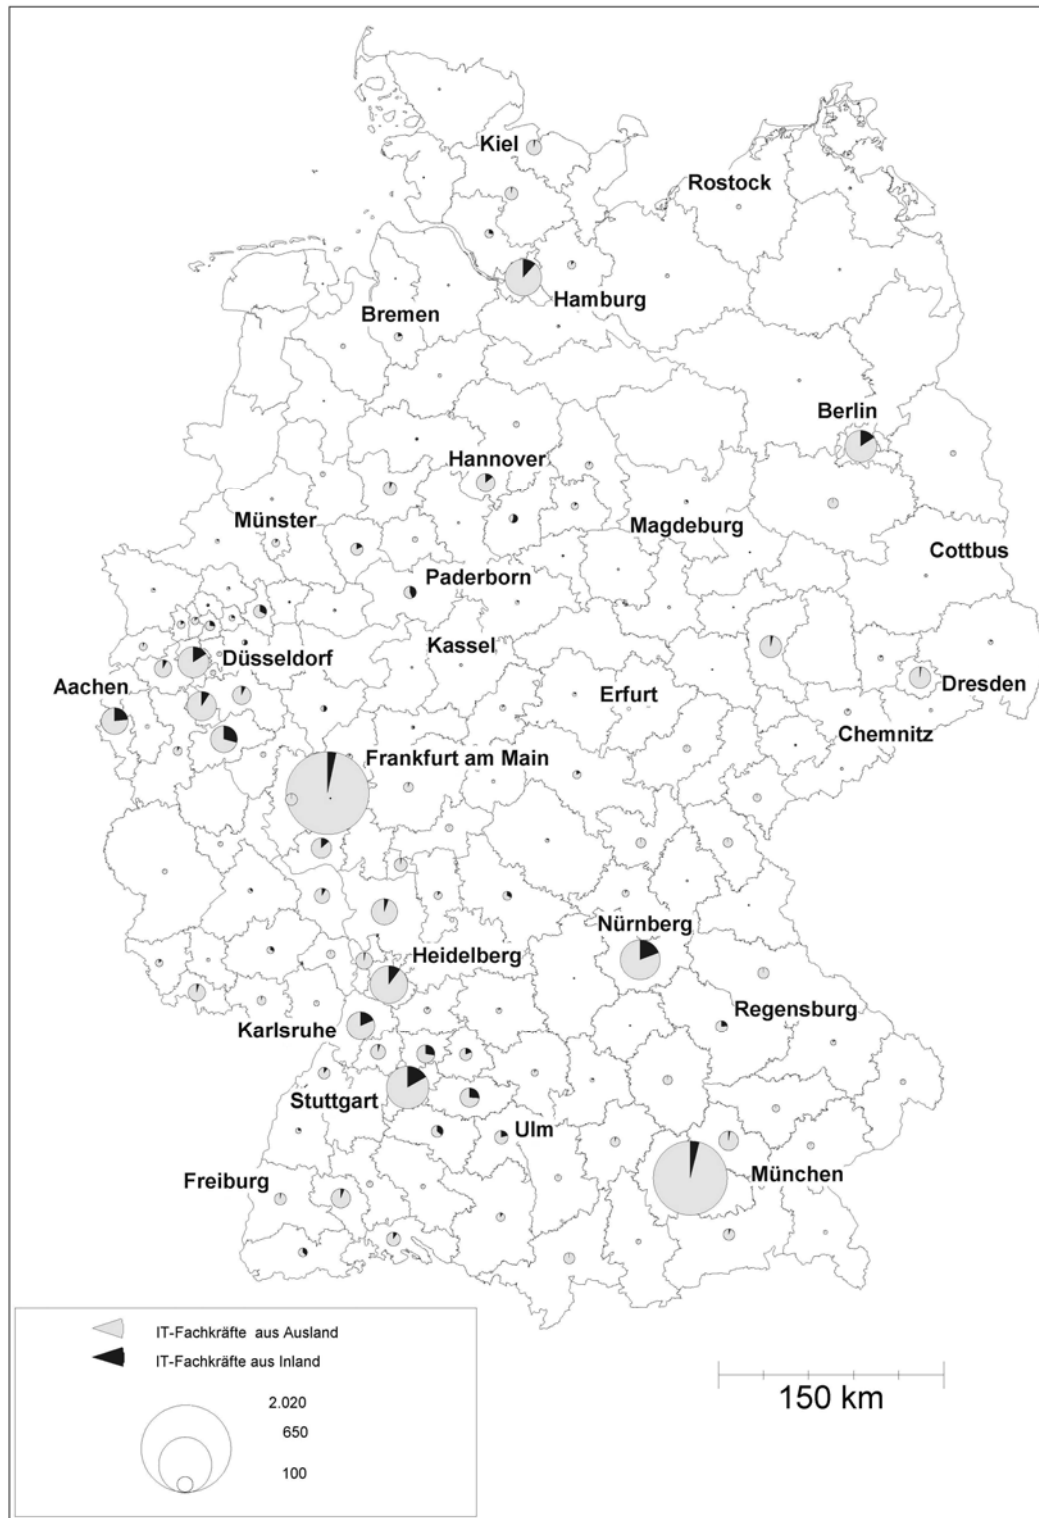 Kiel
Rostock
Hamburg
Bremen
Berlin
Hannover
Münster
Magdeburg
Cottbus
Paderborn
Kassel
Düsseldorf
Aachen
Erfurt
Dresden
Chemnitz
Frankfurt am Main
Nürnberg
Heidelberg
Regensburg
Karlsruhe
Stuttgart
Ulm
München
Freiburg
IT-Fachkräfte aus Ausland
IT-Fachkräfte aus Inland
2.020
650
100
150 km